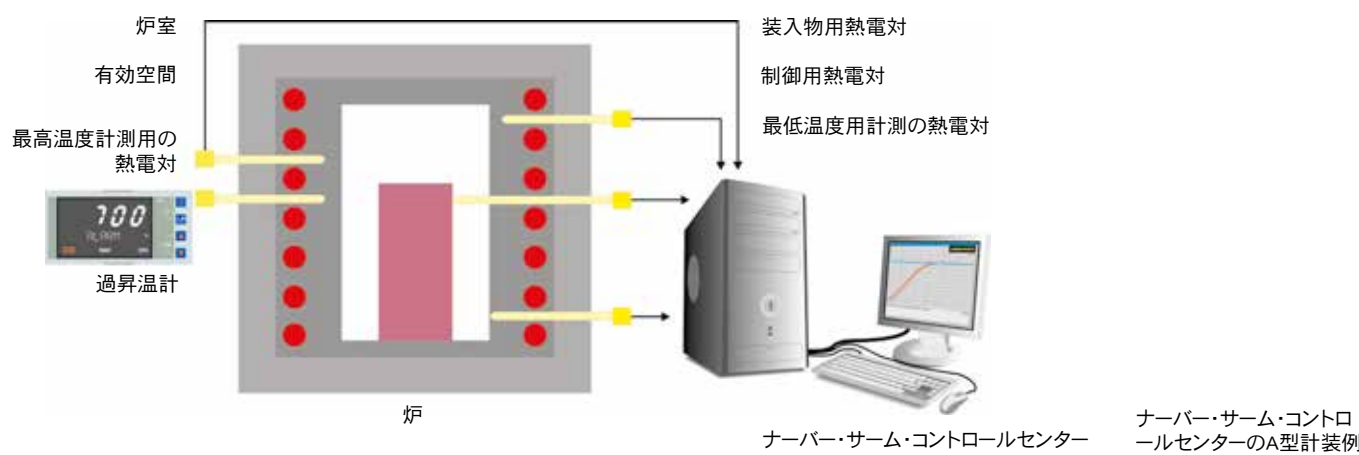 炉室
有効空間
最高温度計測用の
熱電対
700
過昇温計
炉
装入物用熱電対
制御用熱電対
最低温度用計測の熱電対
ナーバー・サーム・コントロールセンター
ナーバー・サーム・コントロ
ールセンターのA型計装例